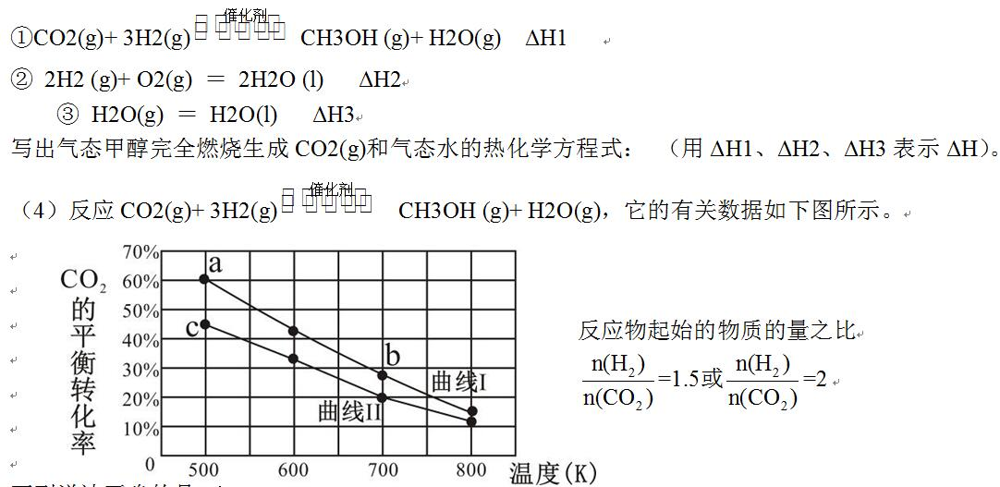 催化剂
①CO2(g)+ 3H2(g) CH3OH (g)+ H2O(g) ΔH1
② 2H2 (g)+ O2(g) = 2H2O (l) ΔH2
③ H2O(g) = H2O(l) ΔH3
写出气态甲醇完全燃烧生成CO2(g)和气态水的热化学方程式: (用ΔH1、ΔH2、ΔH3表示ΔH)。
催化剂
(4)反应CO2(g)+ 3H2(g) CH3OH (g)+ H2O(g),它的有关数据如下图所示。
70%
60%
50%
40%
30%
20%
10%
0
CO₂的平衡转化率
a
c
b
曲线I
曲线II
500 600 700 800 温度(K)
反应物起始的物质的量之比
n(H₂)/n(CO₂)=1.5或n(H₂)/n(CO₂)=2